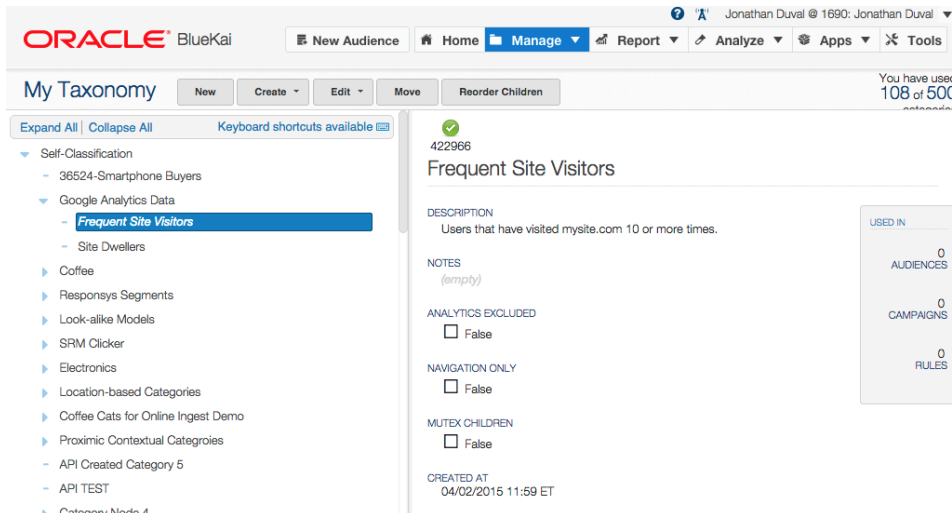 Jonathan Duval @ 1690: Jonathan Duval
ORACLE BlueKai
New Audience Home Manage Report Analyze Apps Tools
My Taxonomy
New Create Edit Move Reorder Children
You have used
108 of 500
categories
Expand All | Collapse All Keyboard shortcuts available
Self-Classification
36524-Smartphone Buyers
Google Analytics Data
Frequent Site Visitors
Site Dwellers
Coffee
Responsys Segments
Look-alike Models
SRM Clicker
Electronics
Location-based Categories
Coffee Cats for Online Ingest Demo
Proximic Contextual Categroies
API Created Category 5
API TEST
Category Node 4
422966
Frequent Site Visitors
DESCRIPTION
Users that have visited mysite.com 10 or more times.
NOTES
(empty)
ANALYTICS EXCLUDED
False
NAVIGATION ONLY
False
MUTEX CHILDREN
False
CREATED AT
04/02/2015 11:59 ET
USED IN
0
AUDIENCES
0
CAMPAIGNS
0
RULES